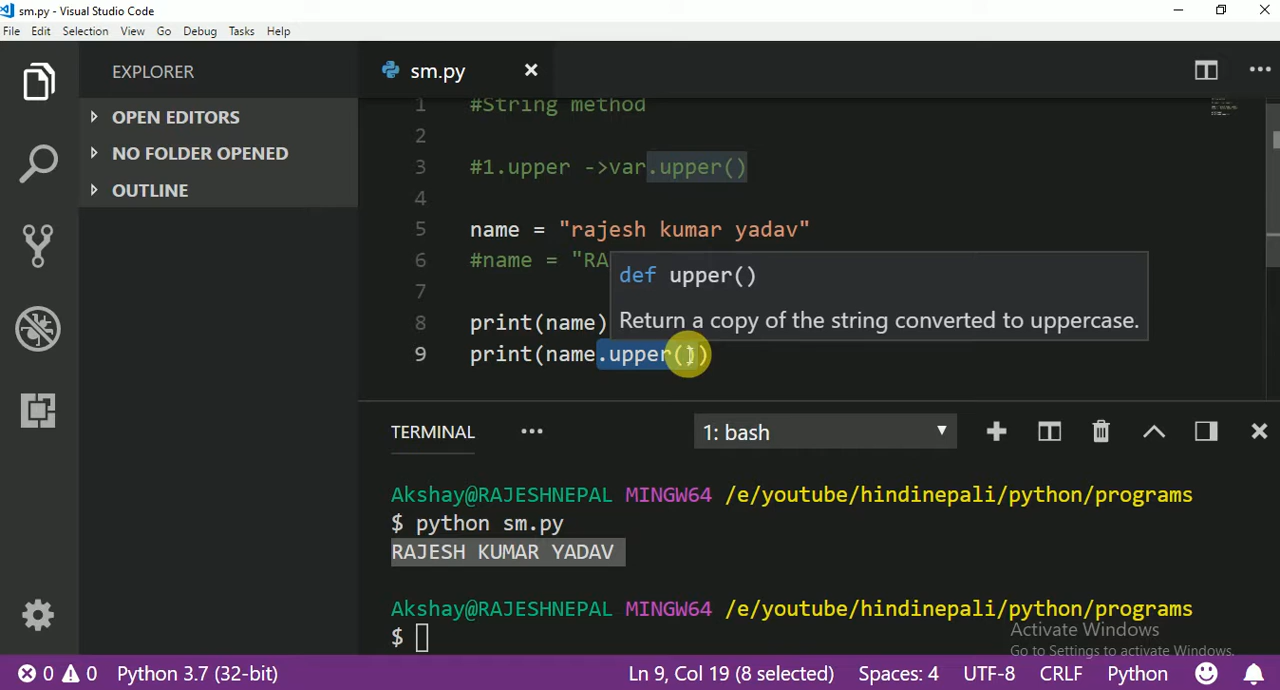 sm.py - Visual Studio Code
File Edit Selection View Go Debug Tasks Help
EXPLORER
OPEN EDITORS
NO FOLDER OPENED
OUTLINE
sm.py
1 #String method
2
3 #1.upper ->var.upper()
4
5 name = "rajesh kumar yadav"
6 #name = "RA
7
8 print(name)
9 print(name.upper())
def upper()
Return a copy of the string converted to uppercase.
TERMINAL ... 1: bash
Akshay@RAJESHNEPAL MINGW64 /e/youtube/hindinepali/python/programs
$ python sm.py
RAJESH KUMAR YADAV
Akshay@RAJESHNEPAL MINGW64 /e/youtube/hindinepali/python/programs
$
Activate Windows
Go to Settings to activate Windows.
0 0 Python 3.7 (32-bit) Ln 9, Col 19 (8 selected) Spaces: 4 UTF-8 CRLF Python